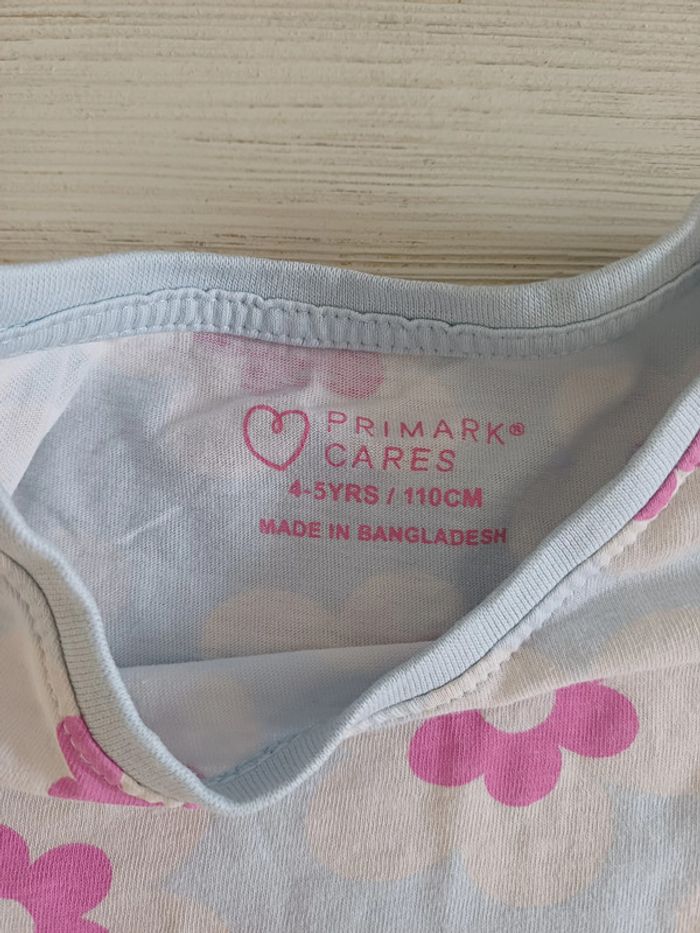 PRIMARK®
CARES
4-5YRS / 110CM
MADE IN BANGLADESH